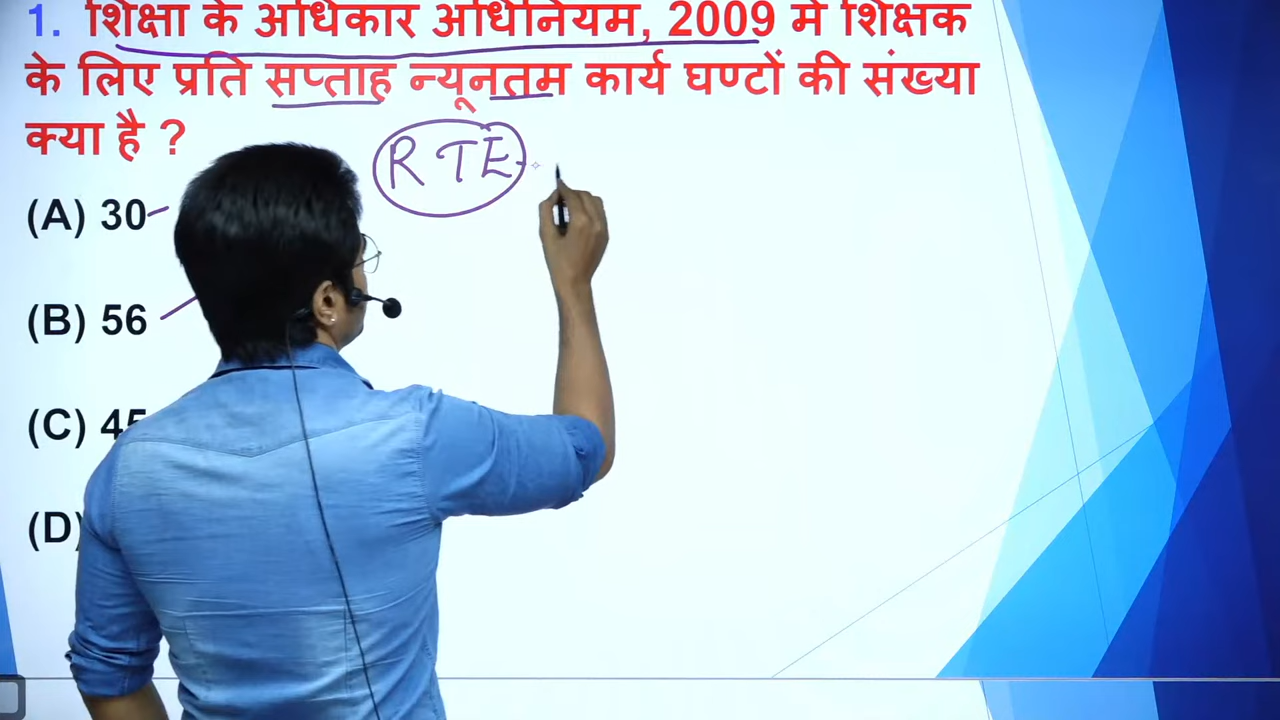 1. शिक्षा के अधिकार अधिनियम, 2009 में शिक्षक
के लिए प्रति सप्ताह न्यूनतम कार्य घण्टों की संख्या
क्या है ?
RTE
(A) 30
(B) 56
(C) 45
(D)